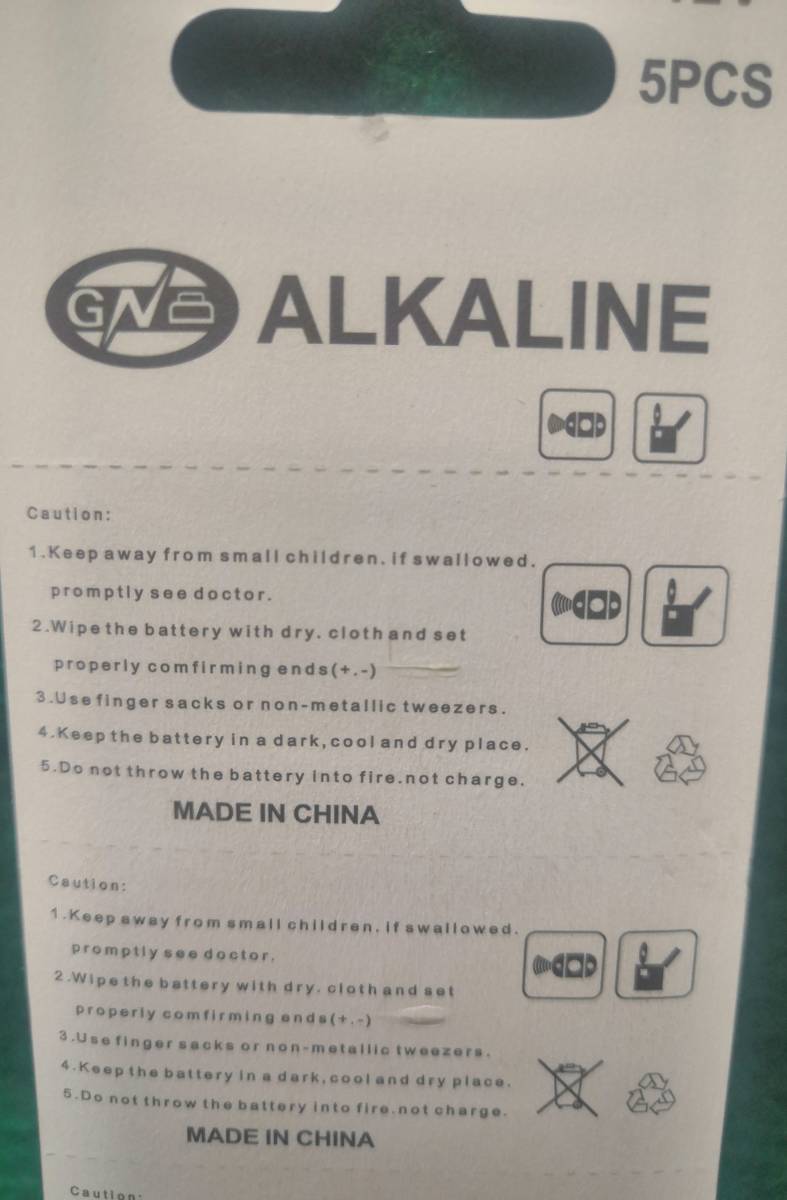 5PCS
GN
ALKALINE
Caution:
1.Keep away from small children. if swallowed.
promptly see doctor.
2.Wipe the battery with dry. cloth and set
properly comfirming ends(+.-)
3.Use finger sacks or non-metallic tweezers.
4.Keep the battery in a dark,cool and dry place.
5.Do not throw the battery into fire.not charge.
MADE IN CHINA
Caution:
1.Keep away from small children. if swallowed.
promptly see doctor.
2.Wipe the battery with dry. cloth and set
properly comfirming ends(+.-)
3.Use finger sacks or non-metallic tweezers.
4.Keep the battery in a dark,cool and dry place.
5.Do not throw the battery into fire.not charge.
MADE IN CHINA
Caution: